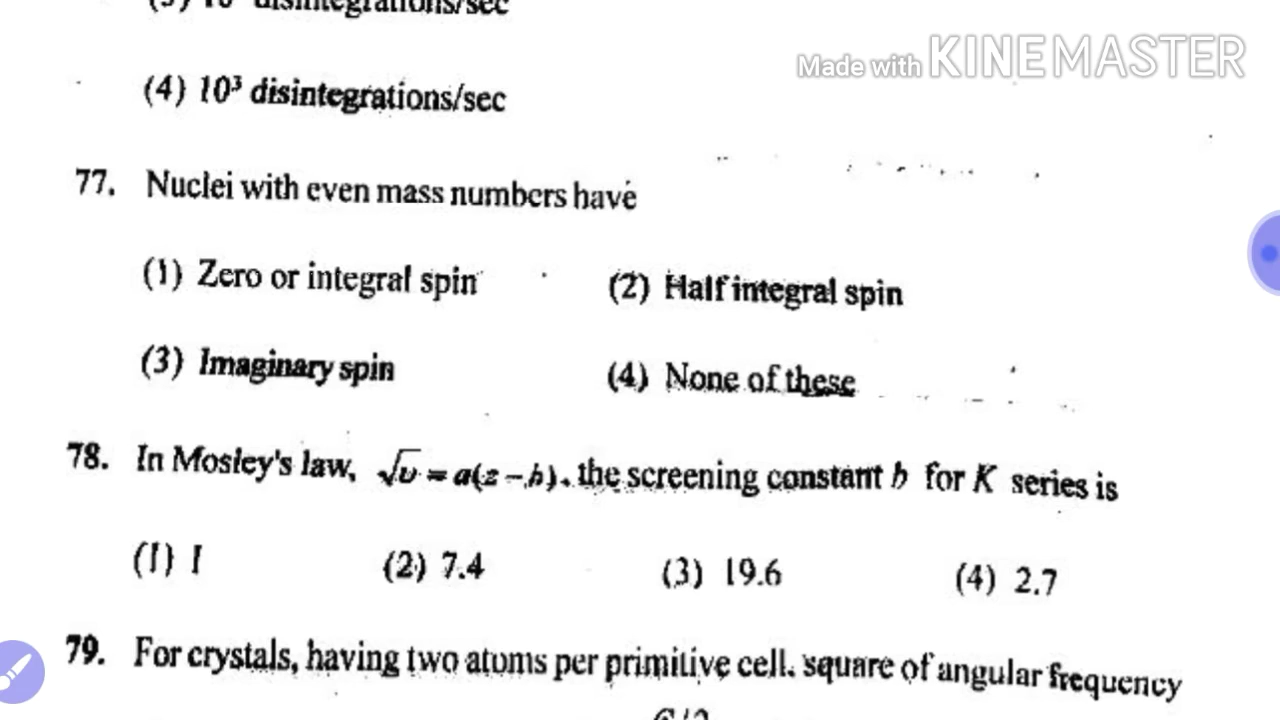 disintegrations/sec
Made with KINEMASTER
(4) 10³ disintegrations/sec
77. Nuclei with even mass numbers have
(1) Zero or integral spin (2) Half integral spin
(3) Imaginary spin (4) None of these
78. In Mosley's law, √υ = a(z – b), the screening constant b for K series is
(1) 1 (2) 7.4 (3) 19.6 (4) 2.7
79. For crystals, having two atoms per primitive cell, square of angular frequency